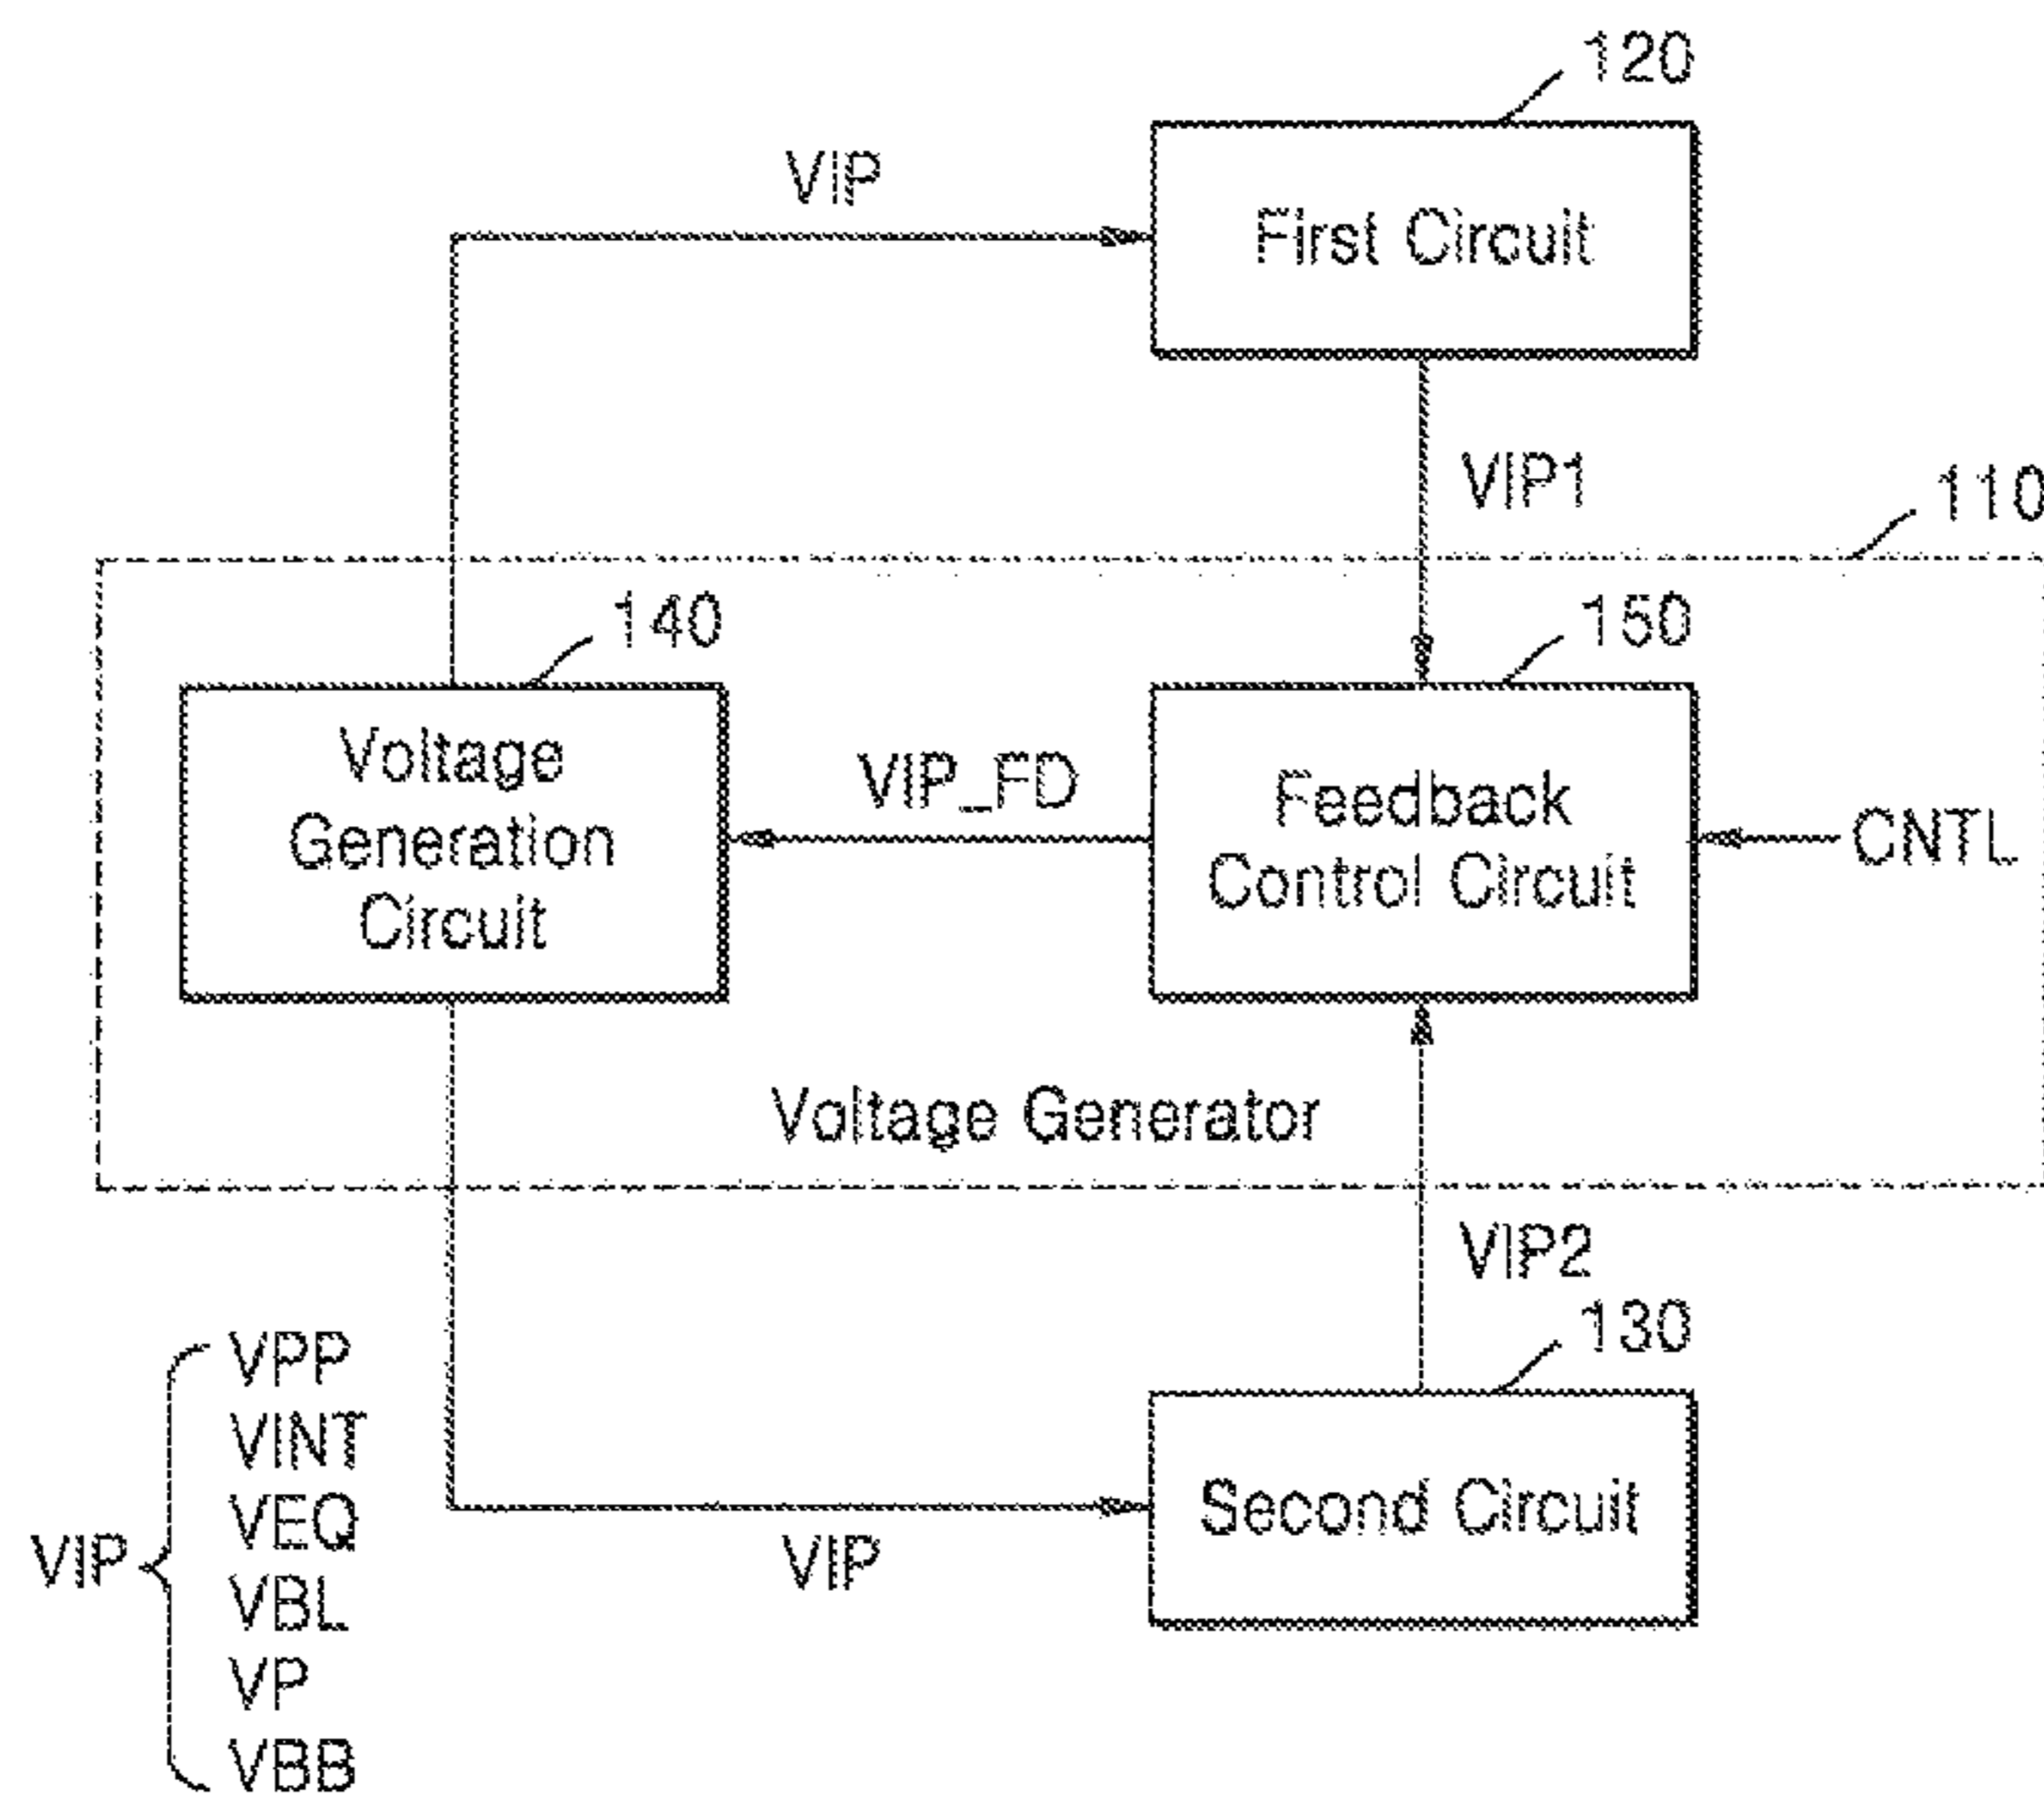 120
VIP
First Circuit
VIP1
110
140
150
Voltage
Generation
Circuit
VIP_FD
Feedback
Control Circuit
CNTL
Voltage Generator
VIP2
130
VPP
VINT
VEQ
VBL
VP
VBB
VIP
VIP
Second Circuit